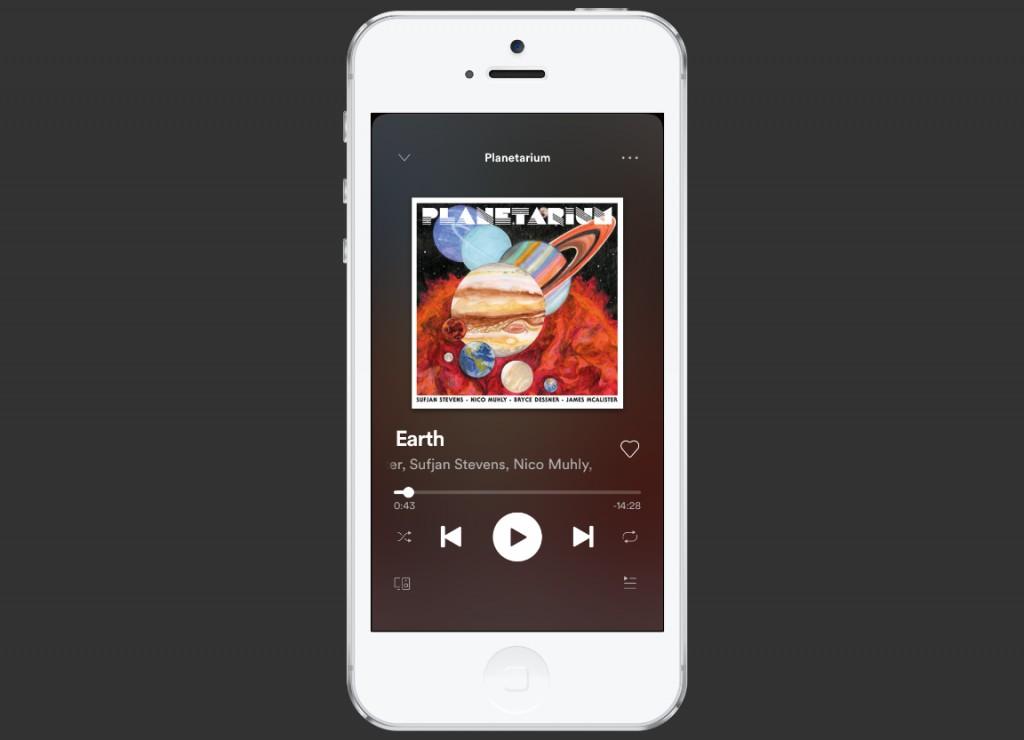 Planetarium
PLANETARIUM
SUFJAN STEVENS • NICO MUHLY • BRYCE DESSNER • JAMES MCALISTER
Earth
er, Sufjan Stevens, Nico Muhly,
0:43
-14:28